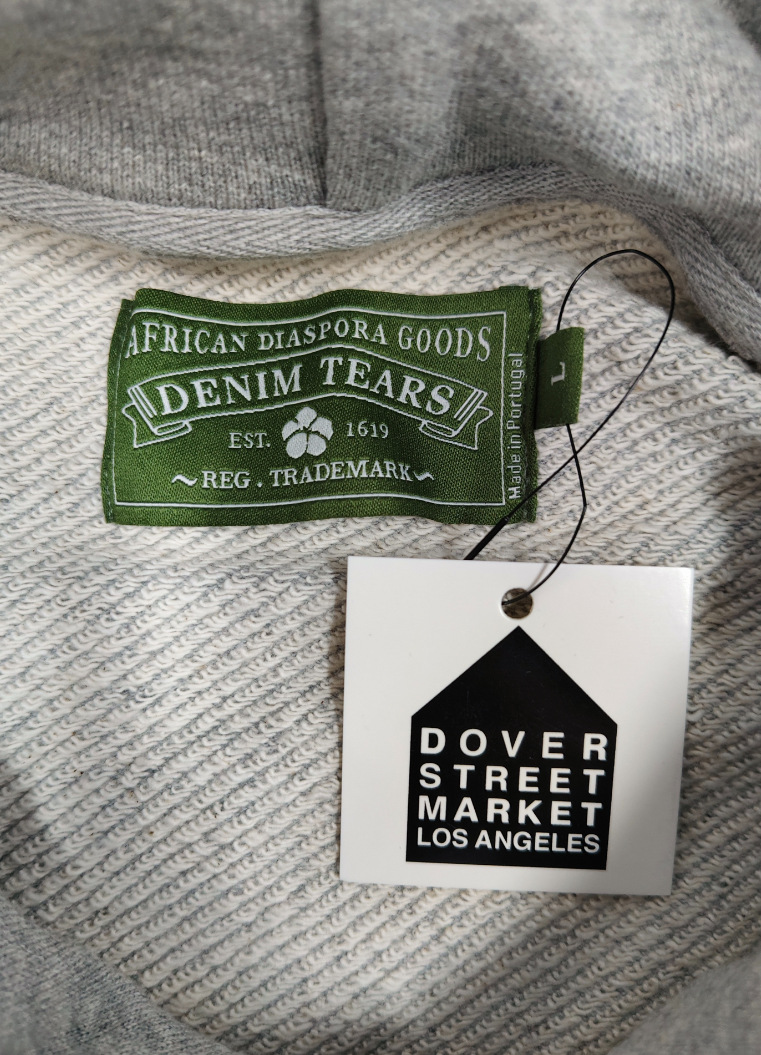 AFRICAN DIASPORA GOODS
DENIM TEARS
EST. 1619
~REG. TRADEMARK~
Made in Portugal
L
DOVER
STREET
MARKET
LOS ANGELES